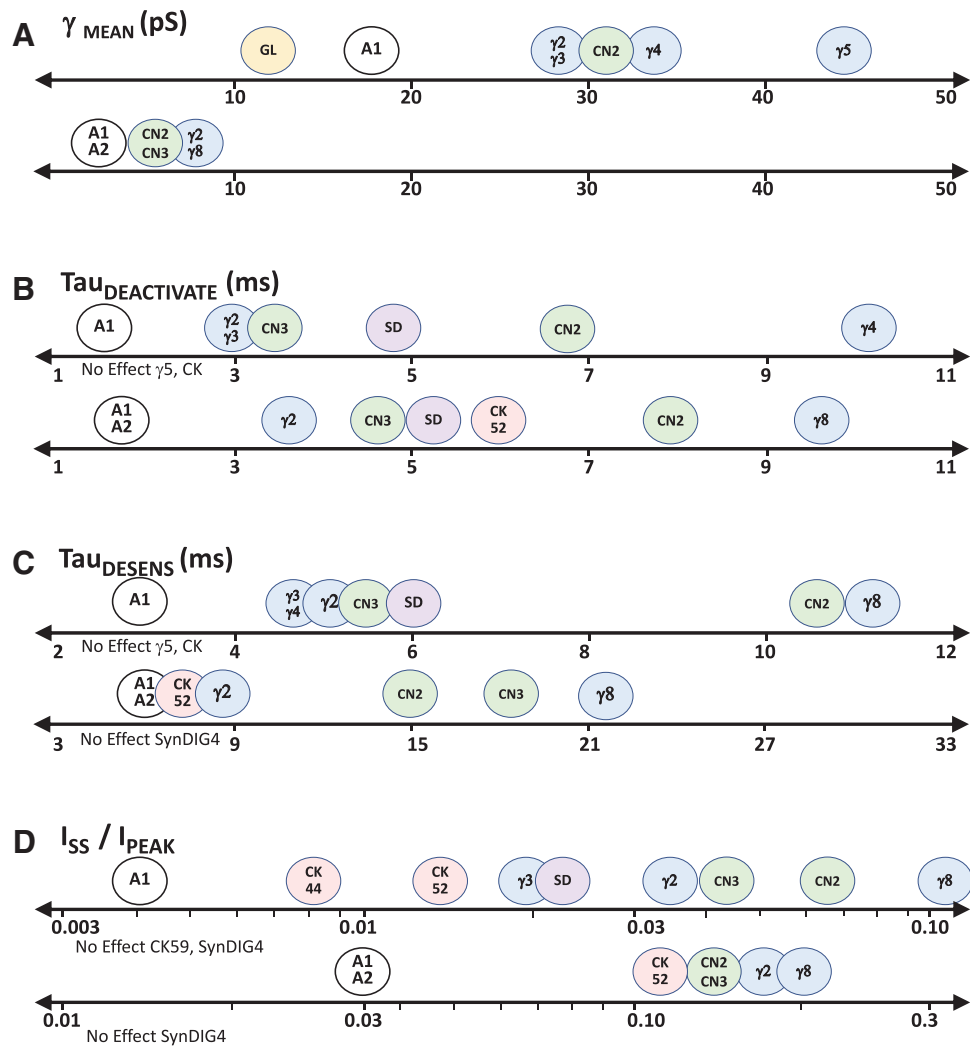 A γ MEAN (pS)
GL A1 γ2 γ3 CN2 γ4 γ5
10 20 30 40 50
A1 A2 CN2 CN3 γ2 γ8
10 20 30 40 50
B TauDEACTIVATE (ms)
A1 γ2 γ3 CN3 SD CN2 γ4
1 3 5 7 9 11
No Effect γ5, CK
A1 A2 γ2 CN3 SD CK 52 CN2 γ8
1 3 5 7 9 11
C TauDESENS (ms)
A1 γ3 γ4 γ2 CN3 SD CN2 γ8
2 4 6 8 10 12
No Effect γ5, CK
A1 A2 CK 52 γ2 CN2 CN3 γ8
3 9 15 21 27 33
No Effect SynDIG4
D ISS / IPEAK
A1 CK 44 CK 52 γ3 SD γ2 CN3 CN2 γ8
0.003 0.01 0.03 0.10
No Effect CK59, SynDIG4
A1 A2 CK 52 CN2 CN3 γ2 γ8
0.01 0.03 0.10 0.3
No Effect SynDIG4